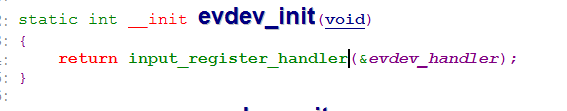 static int __init evdev_init(void)
{
return input_register_handler(&evdev_handler);
}